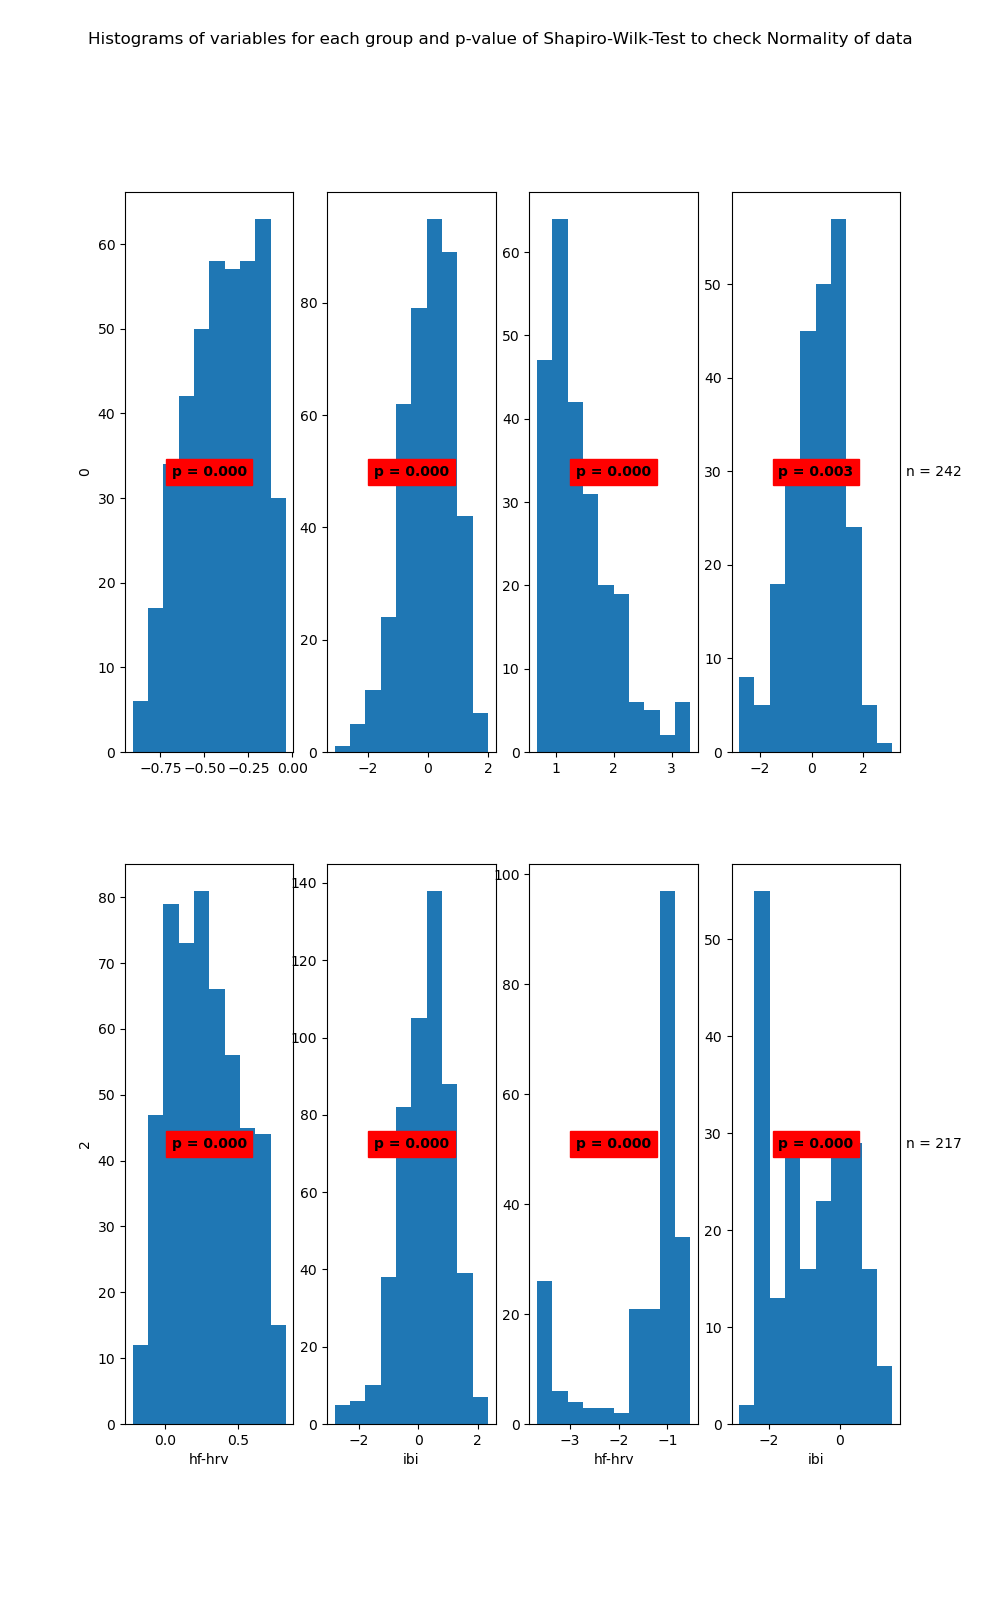 Histograms of variables for each group and p-value of Shapiro-Wilk-Test to check Normality of data
0
60
50
40
30
20
10
0
p = 0.000
−0.75 −0.50 −0.25 0.00
80
60
40
20
0
p = 0.000
−2 0 2
60
50
40
30
20
10
0
p = 0.000
1 2 3
50
40
30
20
10
0
p = 0.003
−2 0 2
n = 242
2
80
70
60
50
40
30
20
10
0
p = 0.000
0.0 0.5
hf-hrv
140
120
100
80
60
40
20
0
p = 0.000
−2 0 2
ibi
100
80
60
40
20
0
p = 0.000
−3 −2 −1
hf-hrv
50
40
30
20
10
0
p = 0.000
−2 0
ibi
n = 217